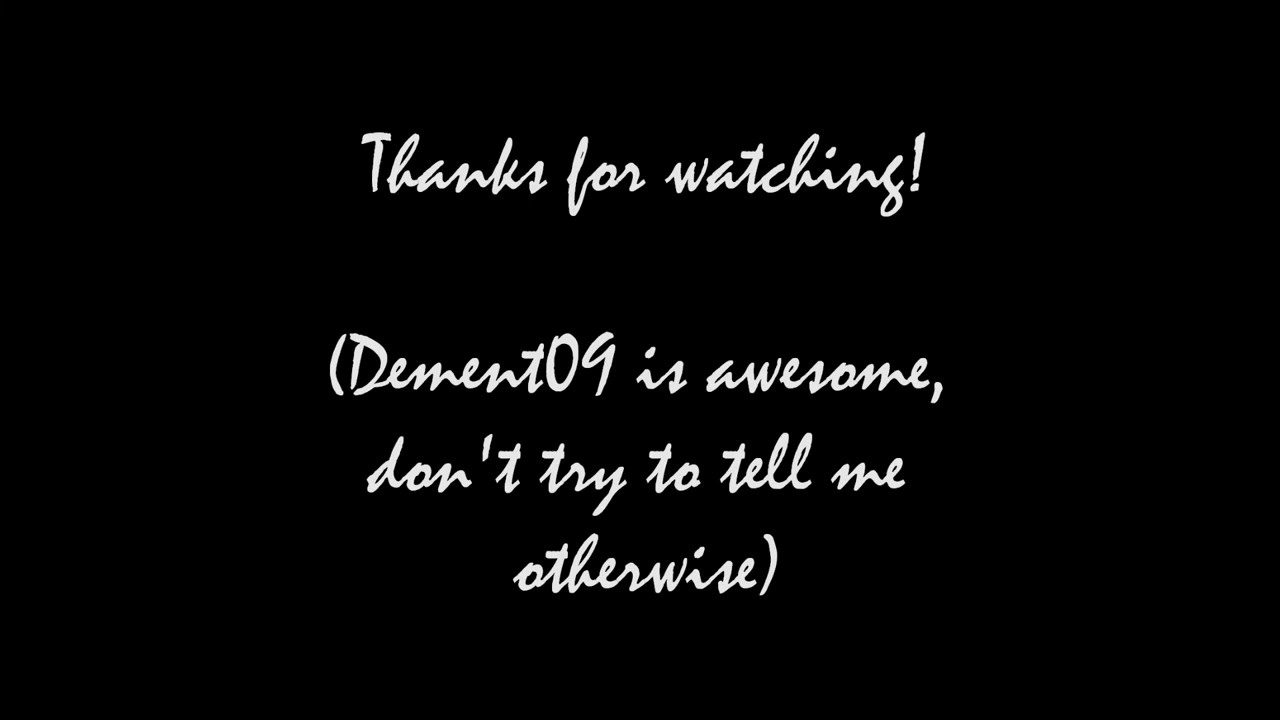 Thanks for watching!
(Dement09 is awesome,
don't try to tell me
otherwise)